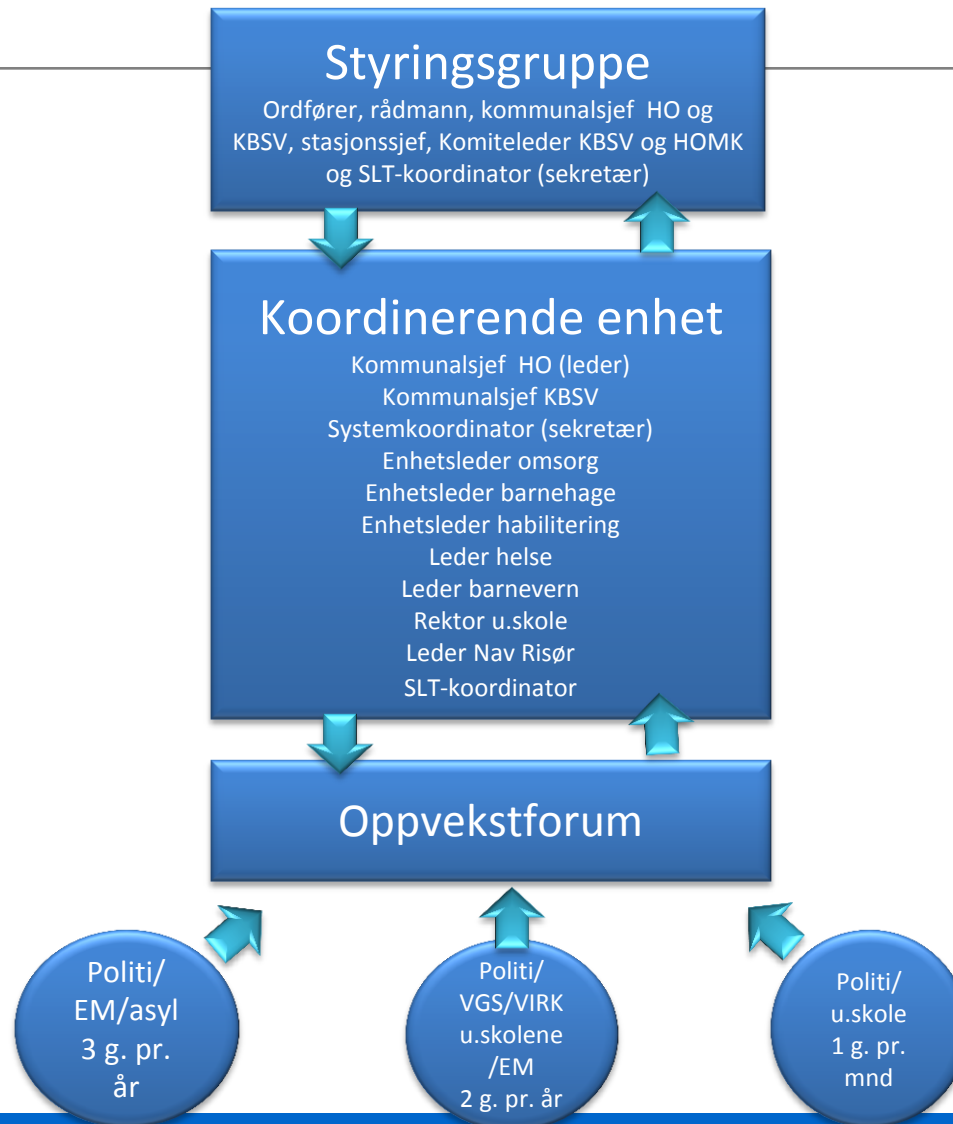 Styringsgruppe
Ordfører, rådmann, kommunalsjef HO og
KBSV, stasjonssjef, Komiteleder KBSV og HOMK
og SLT-koordinator (sekretær)
Koordinerende enhet
Kommunalsjef HO (leder)
Kommunalsjef KBSV
Systemkoordinator (sekretær)
Enhetsleder omsorg
Enhetsleder barnehage
Enhetsleder habilitering
Leder helse
Leder barnevern
Rektor u.skole
Leder Nav Risør
SLT-koordinator
Oppvekstforum
Politi/
EM/asyl
3 g. pr.
år
Politi/
VGS/VIRK
u.skolene
/EM
2 g. pr. år
Politi/
u.skole
1 g. pr.
mnd